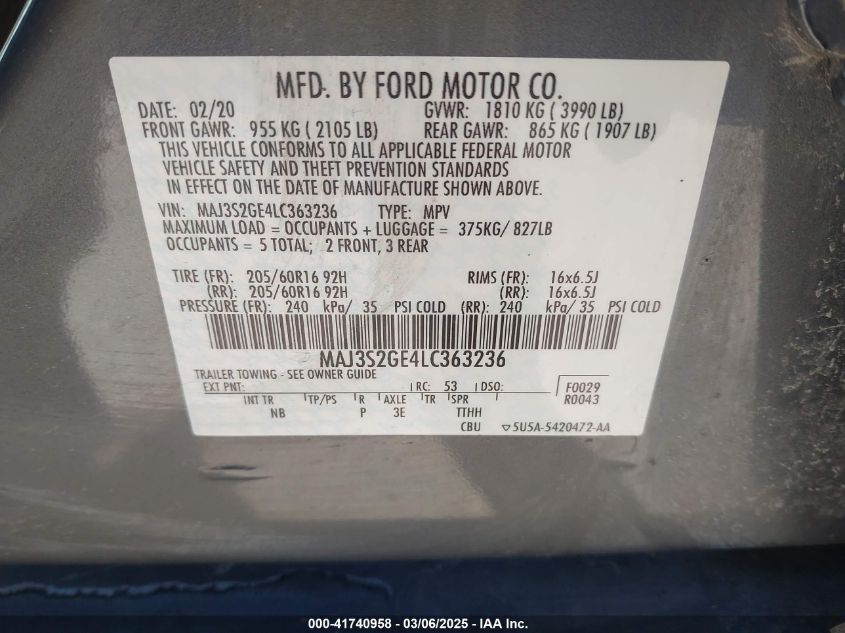 MFD. BY FORD MOTOR CO.
DATE: 02/20 GVWR: 1810 KG ( 3990 LB)
FRONT GAWR: 955 KG ( 2105 LB) REAR GAWR: 865 KG ( 1907 LB)
THIS VEHICLE CONFORMS TO ALL APPLICABLE FEDERAL MOTOR
VEHICLE SAFETY AND THEFT PREVENTION STANDARDS
IN EFFECT ON THE DATE OF MANUFACTURE SHOWN ABOVE.
VIN: MAJ3S2GE4LC363236 TYPE: MPV
MAXIMUM LOAD = OCCUPANTS + LUGGAGE = 375KG/ 827LB
OCCUPANTS = 5 TOTAL; 2 FRONT, 3 REAR
TIRE (FR): 205/60R16 92H RIMS (FR): 16x6.5J
(RR): 205/60R16 92H (RR): 16x6.5J
PRESSURE (FR): 240 kPa/ 35 PSI COLD (RR): 240 kPa/ 35 PSI COLD
MAJ3S2GE4LC363236
TRAILER TOWING - SEE OWNER GUIDE
EXT PNT: RC: 53 DSO: F0029
INT TR TP/PS R AXLE TR SPR R0043
NB P 3E TTHH
CBU ▽5U5A-5420472-AA
000-41740958 - 03/06/2025 - IAA Inc.